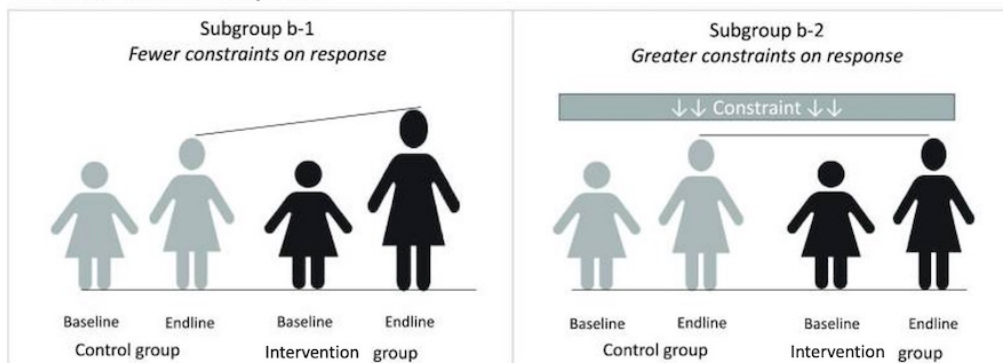 Subgroup b-1
Fewer constraints on response
Baseline Endline Baseline Endline
Control group Intervention group
Subgroup b-2
Greater constraints on response
↓↓ Constraint ↓↓
Baseline Endline Baseline Endline
Control group Intervention group